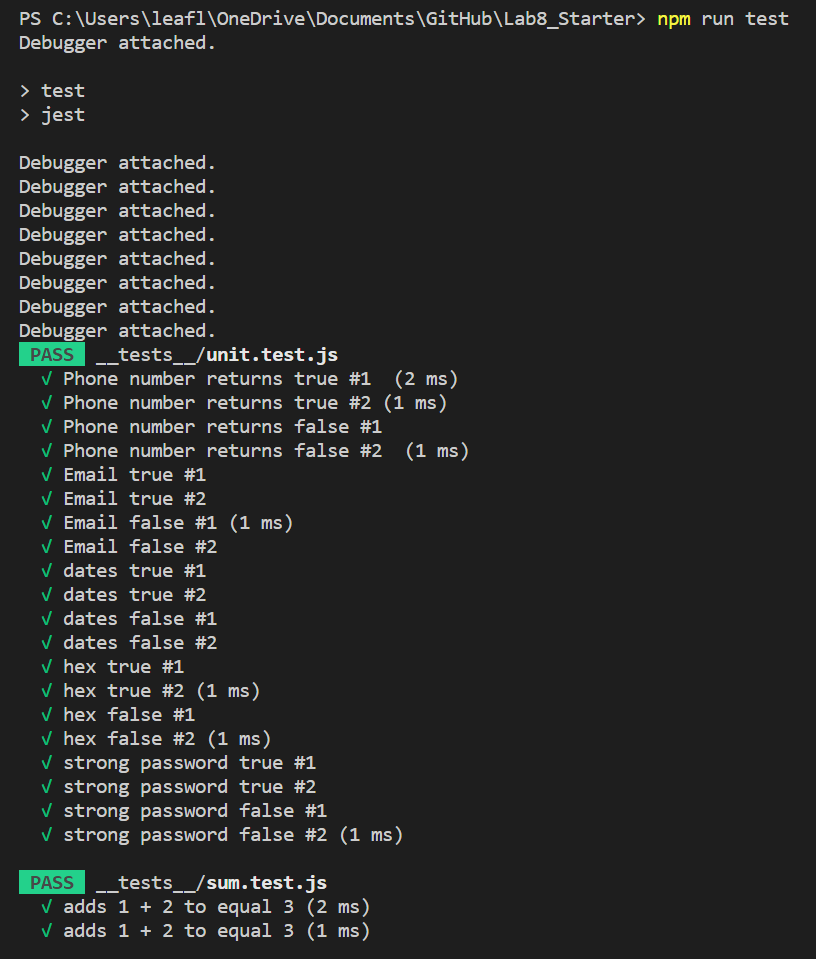 PS C:\Users\leafl\OneDrive\Documents\GitHub\Lab8_Starter> npm run test
Debugger attached.
> test
> jest
Debugger attached.
Debugger attached.
Debugger attached.
Debugger attached.
Debugger attached.
Debugger attached.
Debugger attached.
Debugger attached.
PASS __tests__/unit.test.js
√ Phone number returns true #1  (2 ms)
√ Phone number returns true #2 (1 ms)
√ Phone number returns false #1
√ Phone number returns false #2  (1 ms)
√ Email true #1
√ Email true #2
√ Email false #1 (1 ms)
√ Email false #2
√ dates true #1
√ dates true #2
√ dates false #1
√ dates false #2
√ hex true #1
√ hex true #2 (1 ms)
√ hex false #1
√ hex false #2 (1 ms)
√ strong password true #1
√ strong password true #2
√ strong password false #1
√ strong password false #2 (1 ms)
PASS __tests__/sum.test.js
√ adds 1 + 2 to equal 3 (2 ms)
√ adds 1 + 2 to equal 3 (1 ms)